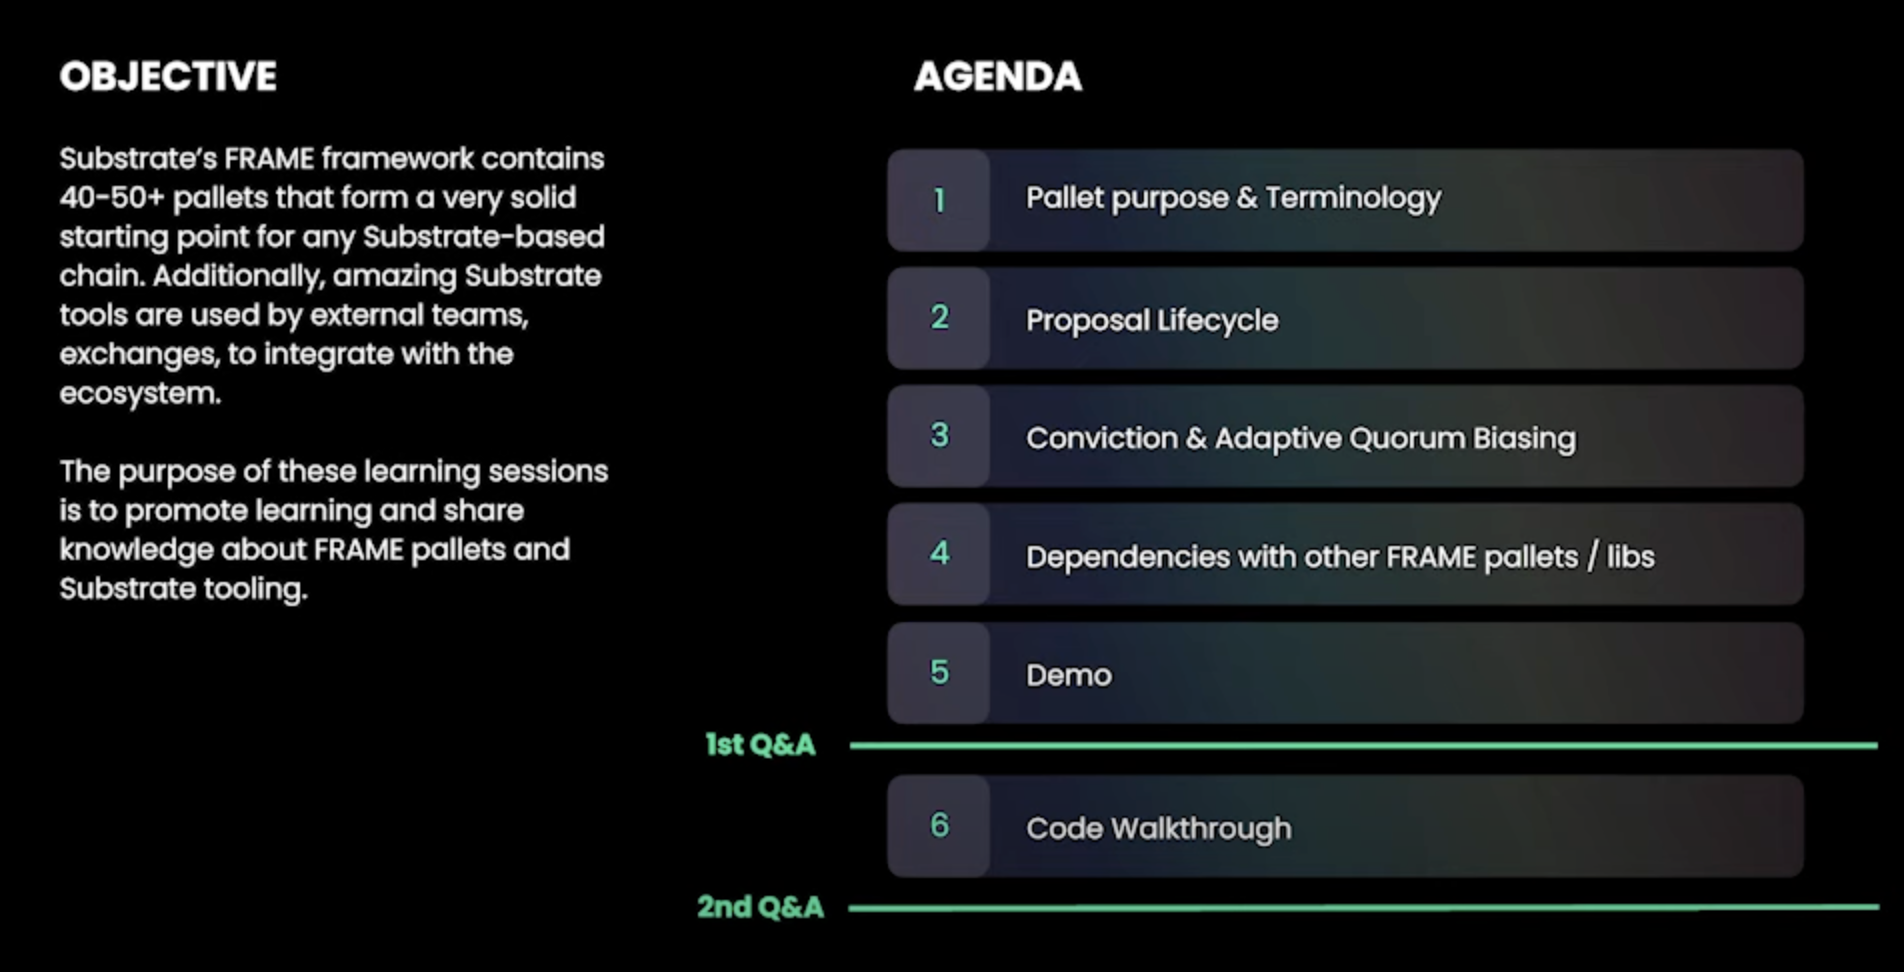 OBJECTIVE
Substrate’s FRAME framework contains
40-50+ pallets that form a very solid
starting point for any Substrate-based
chain. Additionally, amazing Substrate
tools are used by external teams,
exchanges, to integrate with the
ecosystem.
The purpose of these learning sessions
is to promote learning and share
knowledge about FRAME pallets and
Substrate tooling.
AGENDA
1 Pallet purpose & Terminology
2 Proposal Lifecycle
3 Conviction & Adaptive Quorum Biasing
4 Dependencies with other FRAME pallets / libs
5 Demo
1st Q&A
6 Code Walkthrough
2nd Q&A